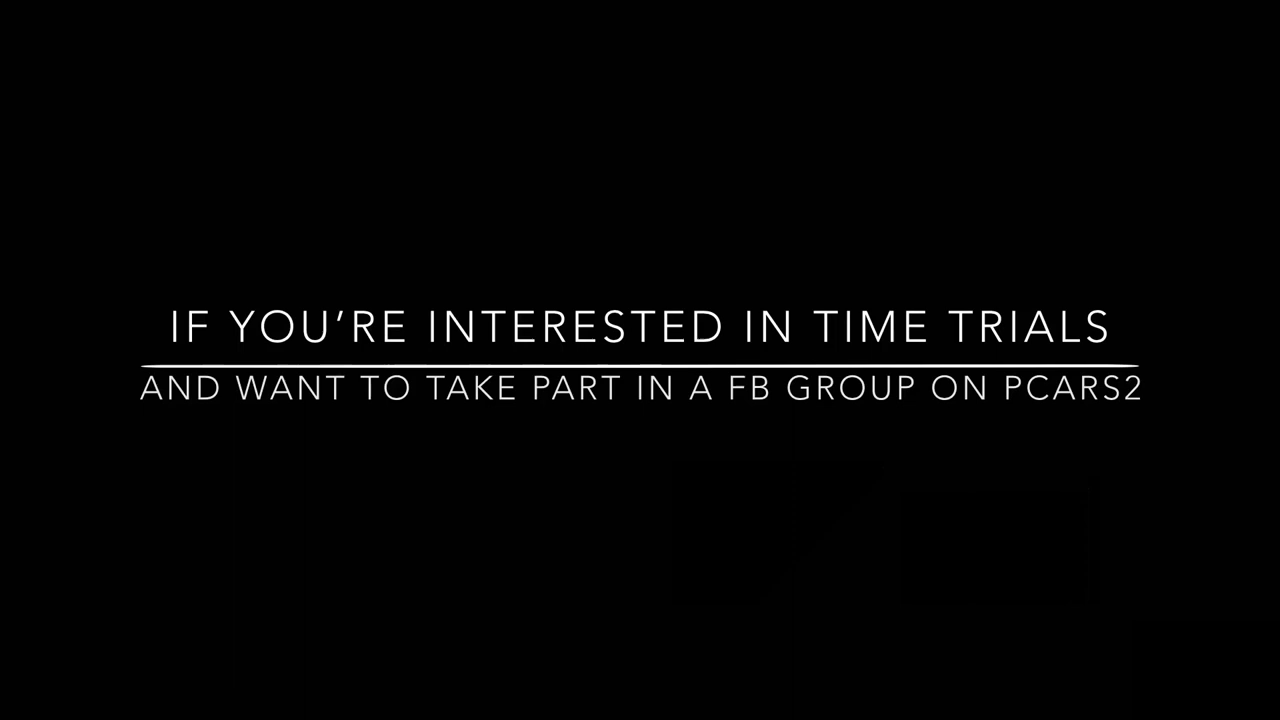 IF YOU’RE INTERESTED IN TIME TRIALS
AND WANT TO TAKE PART IN A FB GROUP ON PCARS2